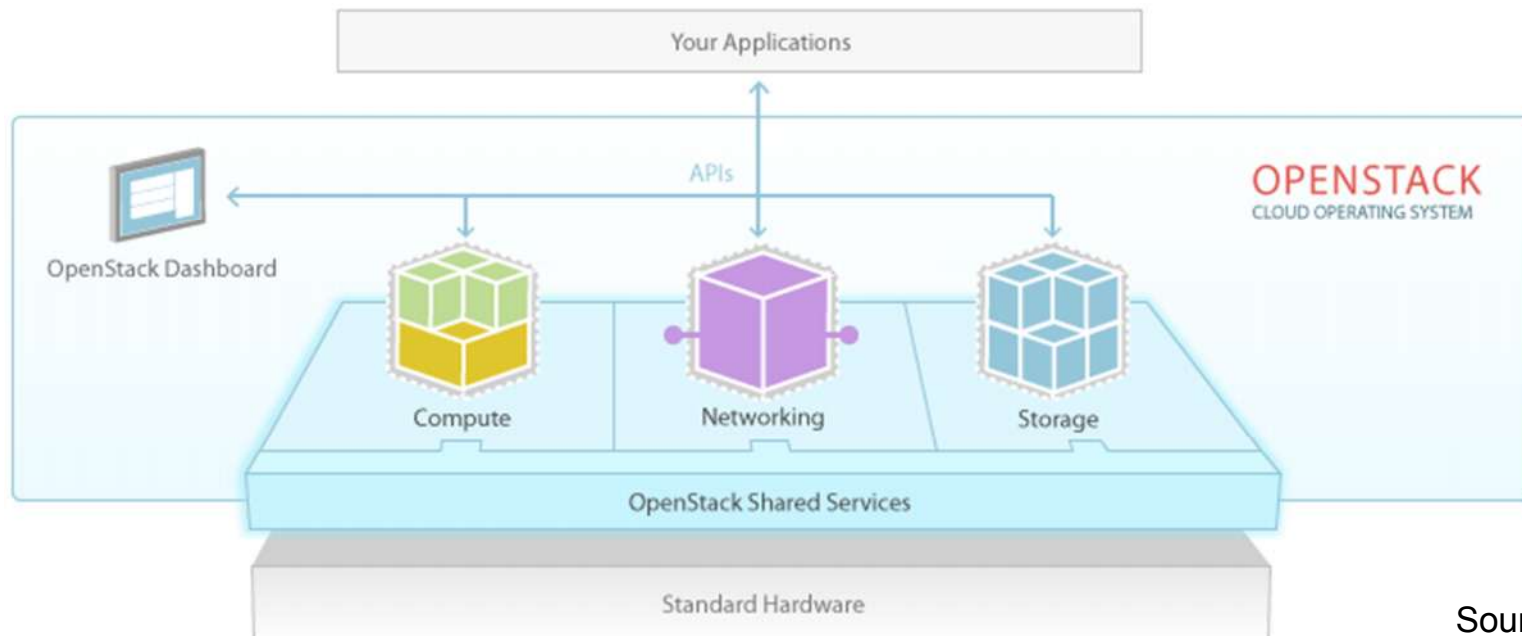 Your Applications
APIs
OPENSTACK
CLOUD OPERATING SYSTEM
OpenStack Dashboard
Compute
Networking
Storage
OpenStack Shared Services
Standard Hardware